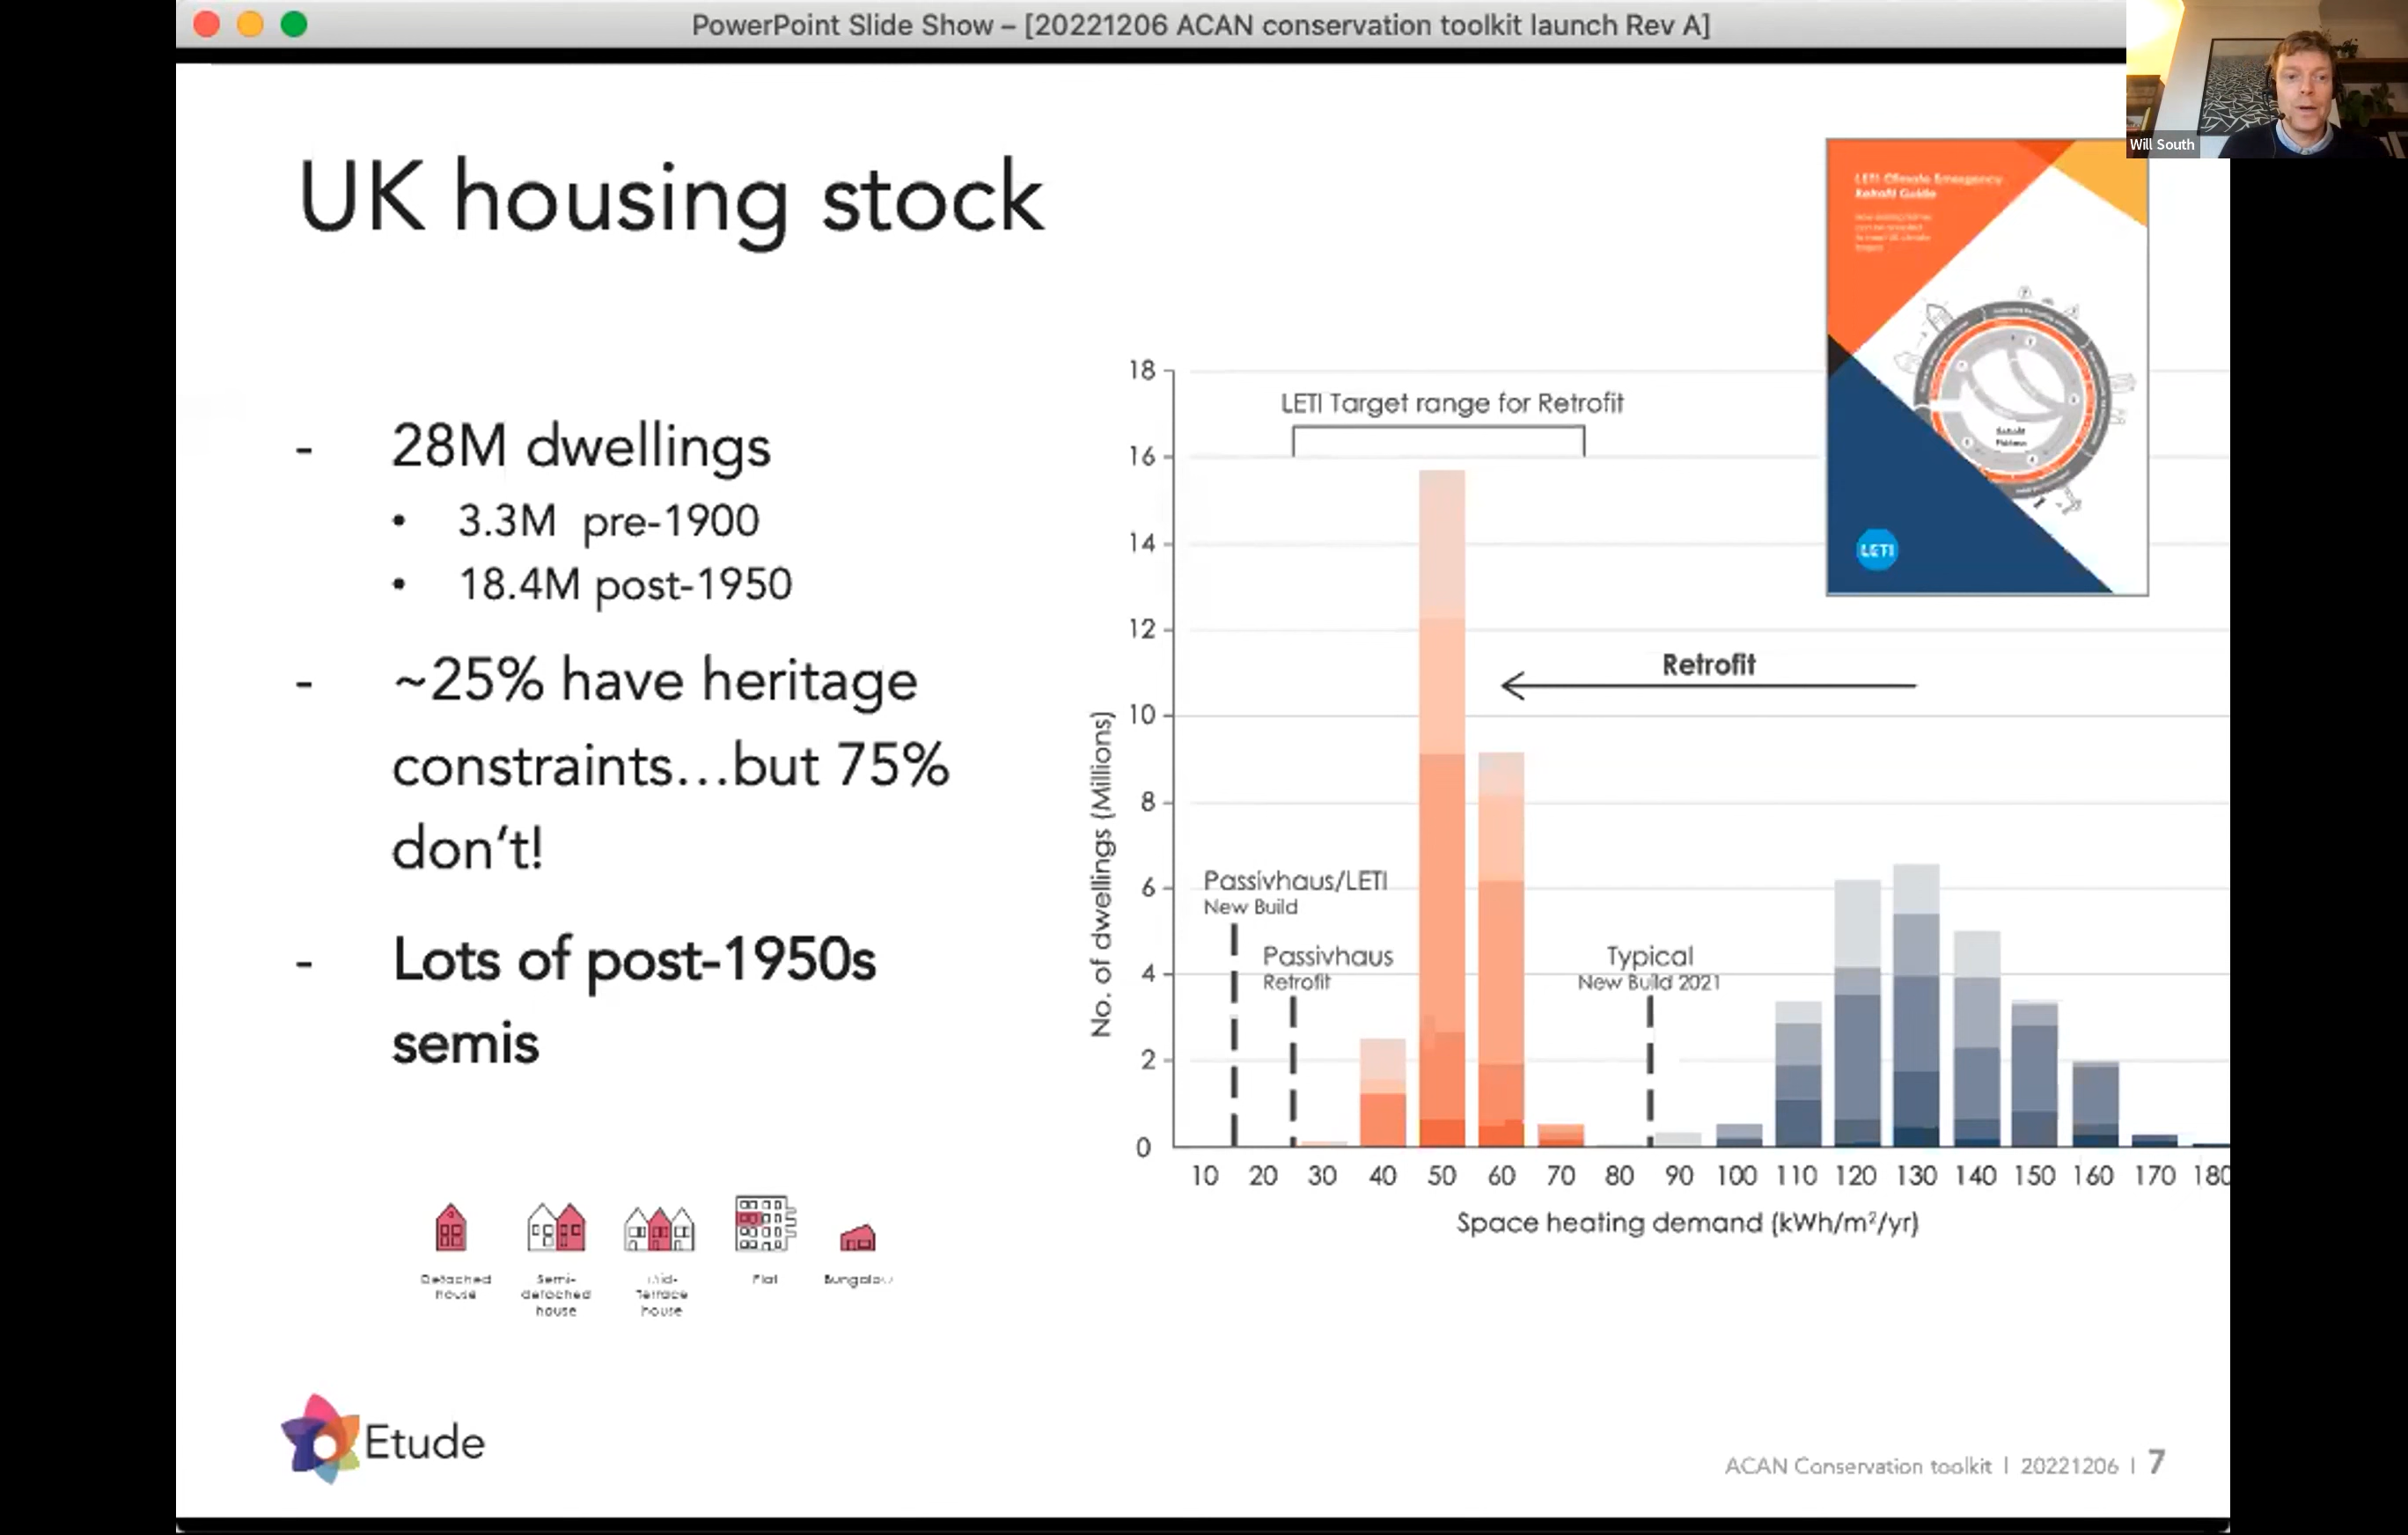 PowerPoint Slide Show – [20221206 ACAN conservation toolkit launch Rev A]
Will South
UK housing stock
- 28M dwellings
• 3.3M pre-1900
• 18.4M post-1950
- ~25% have heritage
constraints...but 75%
don't!
- Lots of post-1950s
semis
Detached
house
Semi-
detached
house
Mid-
Terrace
house
Flat
Bungalow
LETI Climate Emergency
Retrofit Guide
LETI
LETI Target range for Retrofit
Retrofit
Passivhaus/LETI
New Build
Passivhaus
Retrofit
Typical
New Build 2021
No. of dwellings (Millions)
18
16
14
12
10
8
6
4
2
0
10 20 30 40 50 60 70 80 90 100 110 120 130 140 150 160 170 180
Space heating demand (kWh/m²/yr)
Etude
ACAN Conservation toolkit | 20221206 | 7